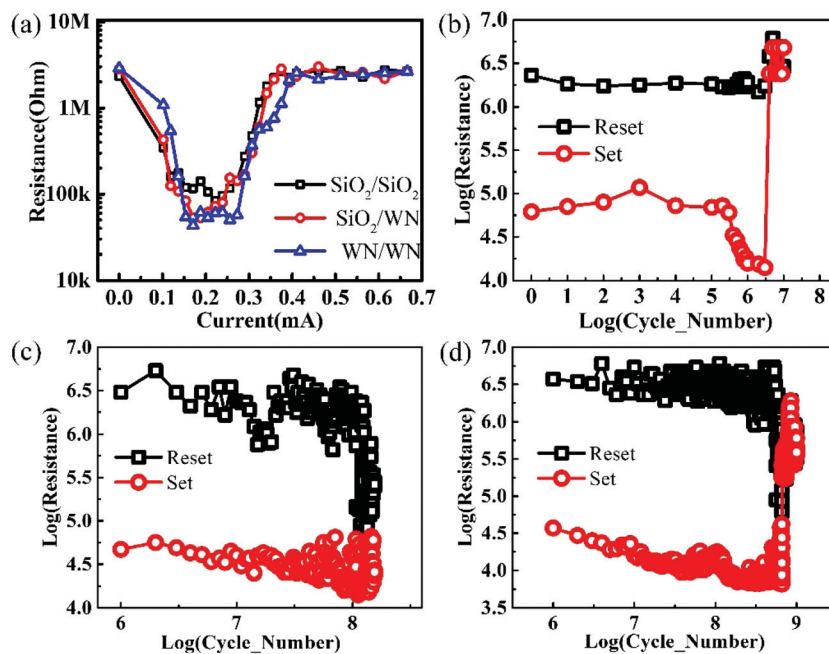 (a)
10M
1M
100k
10k
Resistance(Ohm)
SiO₂/SiO₂
SiO₂/WN
WN/WN
0.0 0.1 0.2 0.3 0.4 0.5 0.6 0.7
Current(mA)
(b)
7.0
6.5
6.0
5.5
5.0
4.5
4.0
Log(Resistance)
Reset
Set
0 1 2 3 4 5 6 7 8
Log(Cycle_Number)
(c)
7.0
6.5
6.0
5.5
5.0
4.5
4.0
Log(Resistance)
Reset
Set
6 7 8
Log(Cycle_Number)
(d)
7.0
6.5
6.0
5.5
5.0
4.5
4.0
3.5
Log(Resistance)
Reset
Set
6 7 8 9
Log(Cycle_Number)